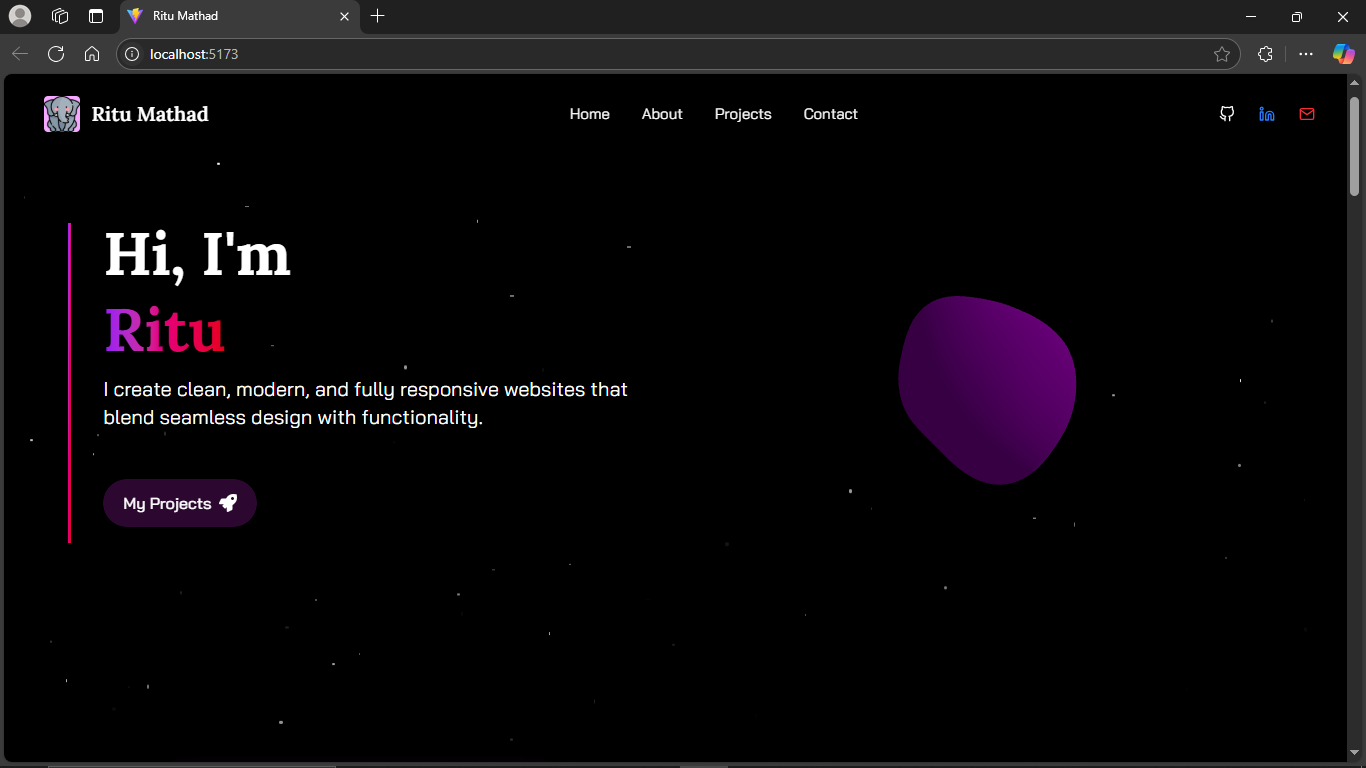 Ritu Mathad
localhost:5173
Ritu Mathad
Home About Projects Contact
Hi, I'm
Ritu
I create clean, modern, and fully responsive websites that
blend seamless design with functionality.
My Projects